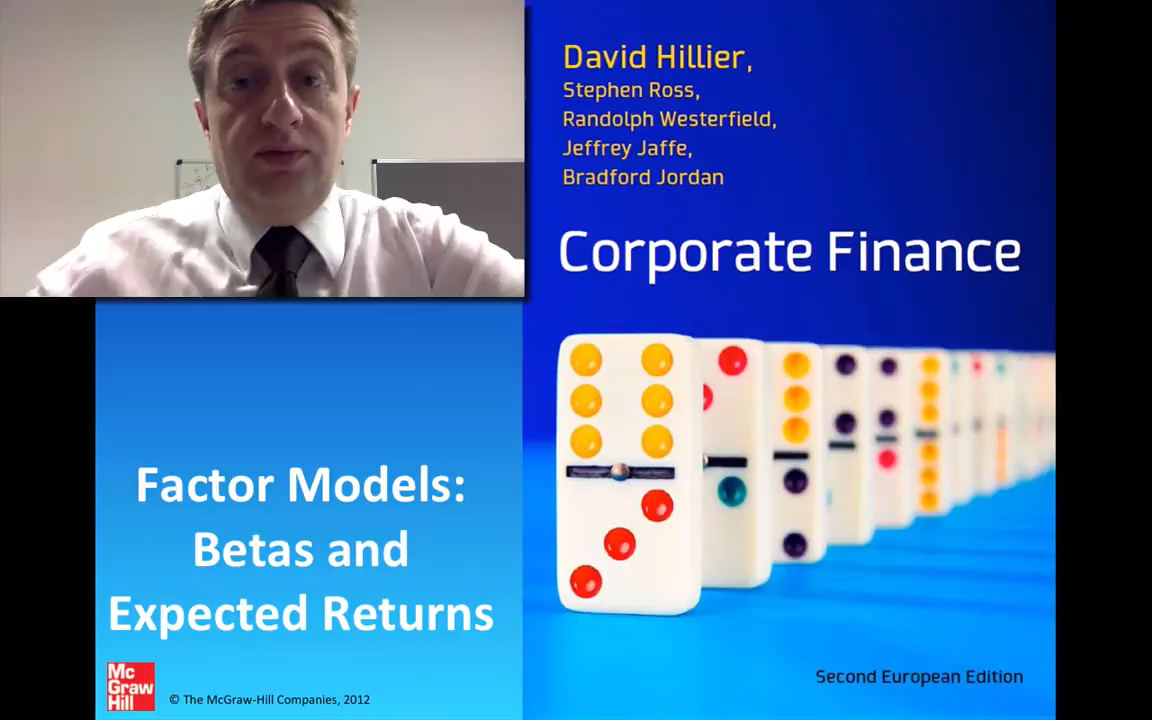 David Hillier,
Stephen Ross,
Randolph Westerfield,
Jeffrey Jaffe,
Bradford Jordan
Corporate Finance
Factor Models:
Betas and
Expected Returns
Mc
Graw
Hill
© The McGraw-Hill Companies, 2012
Second European Edition